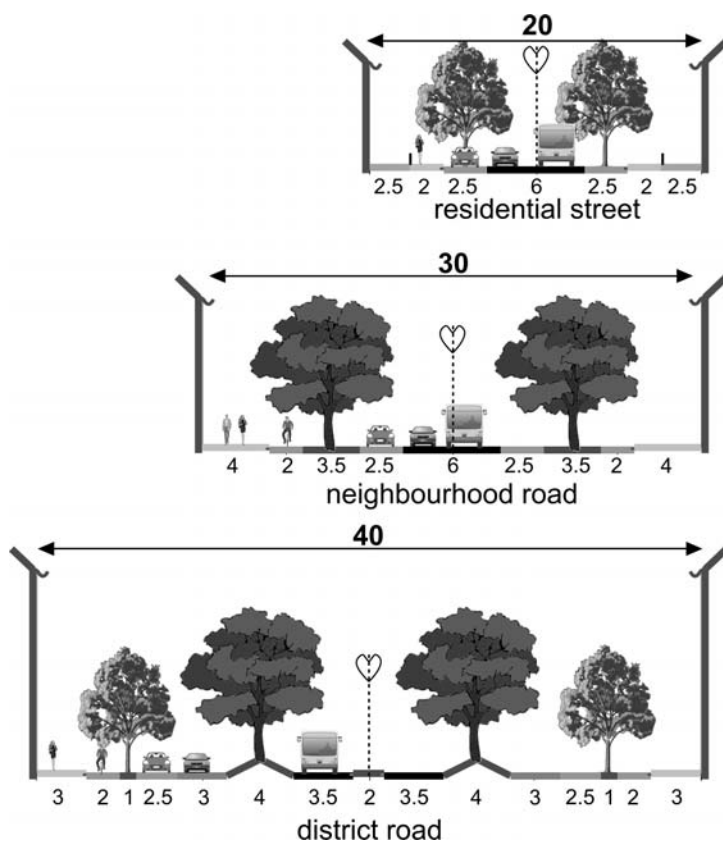 20
2.5 2 2.5 6 2.5 2 2.5
residential street
30
4 2 3.5 2.5 6 2.5 3.5 2 4
neighbourhood road
40
3 2 1 2.5 3 4 3.5 2 3.5 4 3 2.5 1 2 3
district road